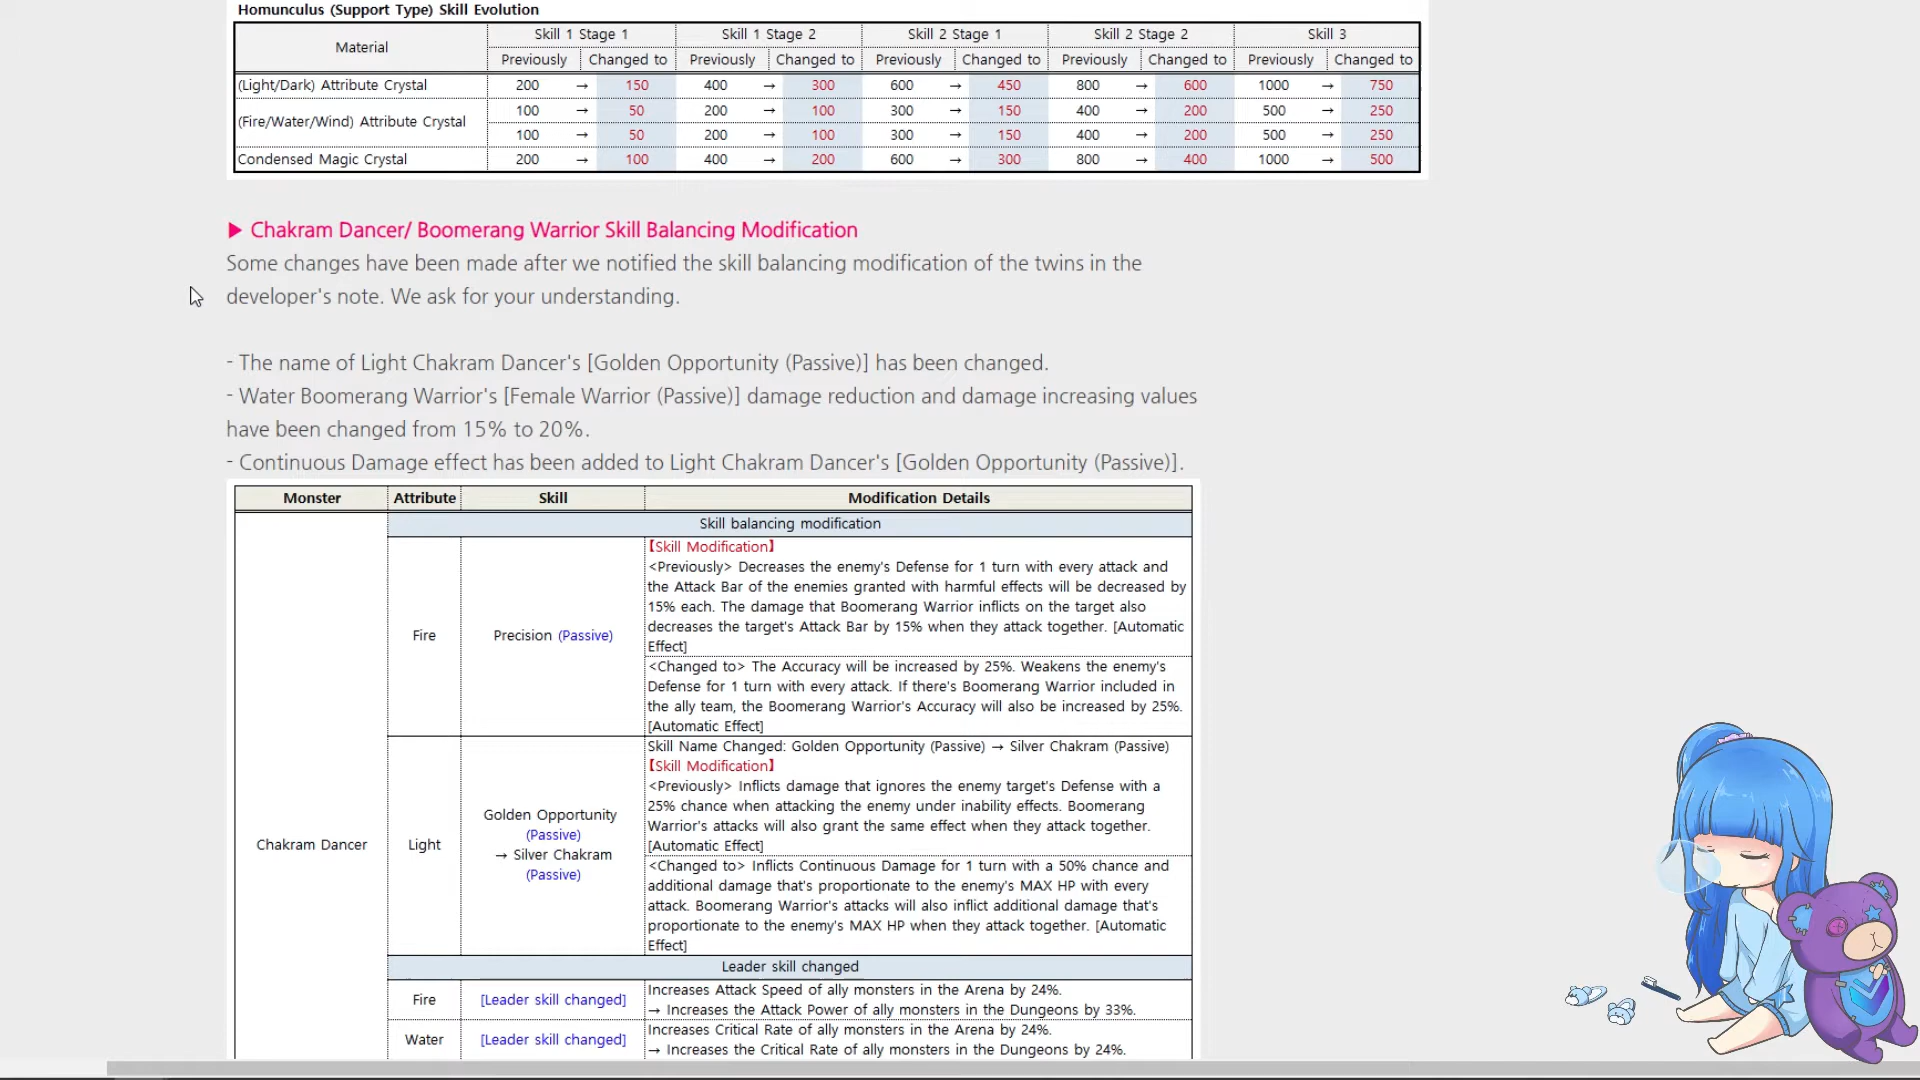 Homunculus (Support Type) Skill Evolution
Material Skill 1 Stage 1 Skill 1 Stage 2 Skill 2 Stage 1 Skill 2 Stage 2 Skill 3
Previously Changed to Previously Changed to Previously Changed to Previously Changed to Previously Changed to
(Light/Dark) Attribute Crystal 200 → 150 400 → 300 600 → 450 800 → 600 1000 → 750
(Fire/Water/Wind) Attribute Crystal 100 → 50 200 → 100 300 → 150 400 → 200 500 → 250
100 → 50 200 → 100 300 → 150 400 → 200 500 → 250
Condensed Magic Crystal 200 → 100 400 → 200 600 → 300 800 → 400 1000 → 500
▶ Chakram Dancer/ Boomerang Warrior Skill Balancing Modification
Some changes have been made after we notified the skill balancing modification of the twins in the
developer's note. We ask for your understanding.
- The name of Light Chakram Dancer's [Golden Opportunity (Passive)] has been changed.
- Water Boomerang Warrior's [Female Warrior (Passive)] damage reduction and damage increasing values
have been changed from 15% to 20%.
- Continuous Damage effect has been added to Light Chakram Dancer's [Golden Opportunity (Passive)].
Monster Attribute Skill Modification Details
Chakram Dancer
Skill balancing modification
Fire
Precision (Passive)
【Skill Modification】
<Previously> Decreases the enemy's Defense for 1 turn with every attack and
the Attack Bar of the enemies granted with harmful effects will be decreased by
15% each. The damage that Boomerang Warrior inflicts on the target also
decreases the target's Attack Bar by 15% when they attack together. [Automatic
Effect]
<Changed to> The Accuracy will be increased by 25%. Weakens the enemy's
Defense for 1 turn with every attack. If there's Boomerang Warrior included in
the ally team, the Boomerang Warrior's Accuracy will also be increased by 25%.
[Automatic Effect]
Light
Golden Opportunity
(Passive)
→ Silver Chakram
(Passive)
Skill Name Changed: Golden Opportunity (Passive) → Silver Chakram (Passive)
【Skill Modification】
<Previously> Inflicts damage that ignores the enemy target's Defense with a
25% chance when attacking the enemy under inability effects. Boomerang
Warrior's attacks will also grant the same effect when they attack together.
[Automatic Effect]
<Changed to> Inflicts Continuous Damage for 1 turn with a 50% chance and
additional damage that's proportionate to the enemy's MAX HP with every
attack. Boomerang Warrior's attacks will also inflict additional damage that's
proportionate to the enemy's MAX HP when they attack together. [Automatic
Effect]
Leader skill changed
Fire
[Leader skill changed]
Increases Attack Speed of ally monsters in the Arena by 24%.
→ Increases the Attack Power of ally monsters in the Dungeons by 33%.
Water
[Leader skill changed]
Increases Critical Rate of ally monsters in the Arena by 24%.
→ Increases the Critical Rate of ally monsters in the Dungeons by 24%.